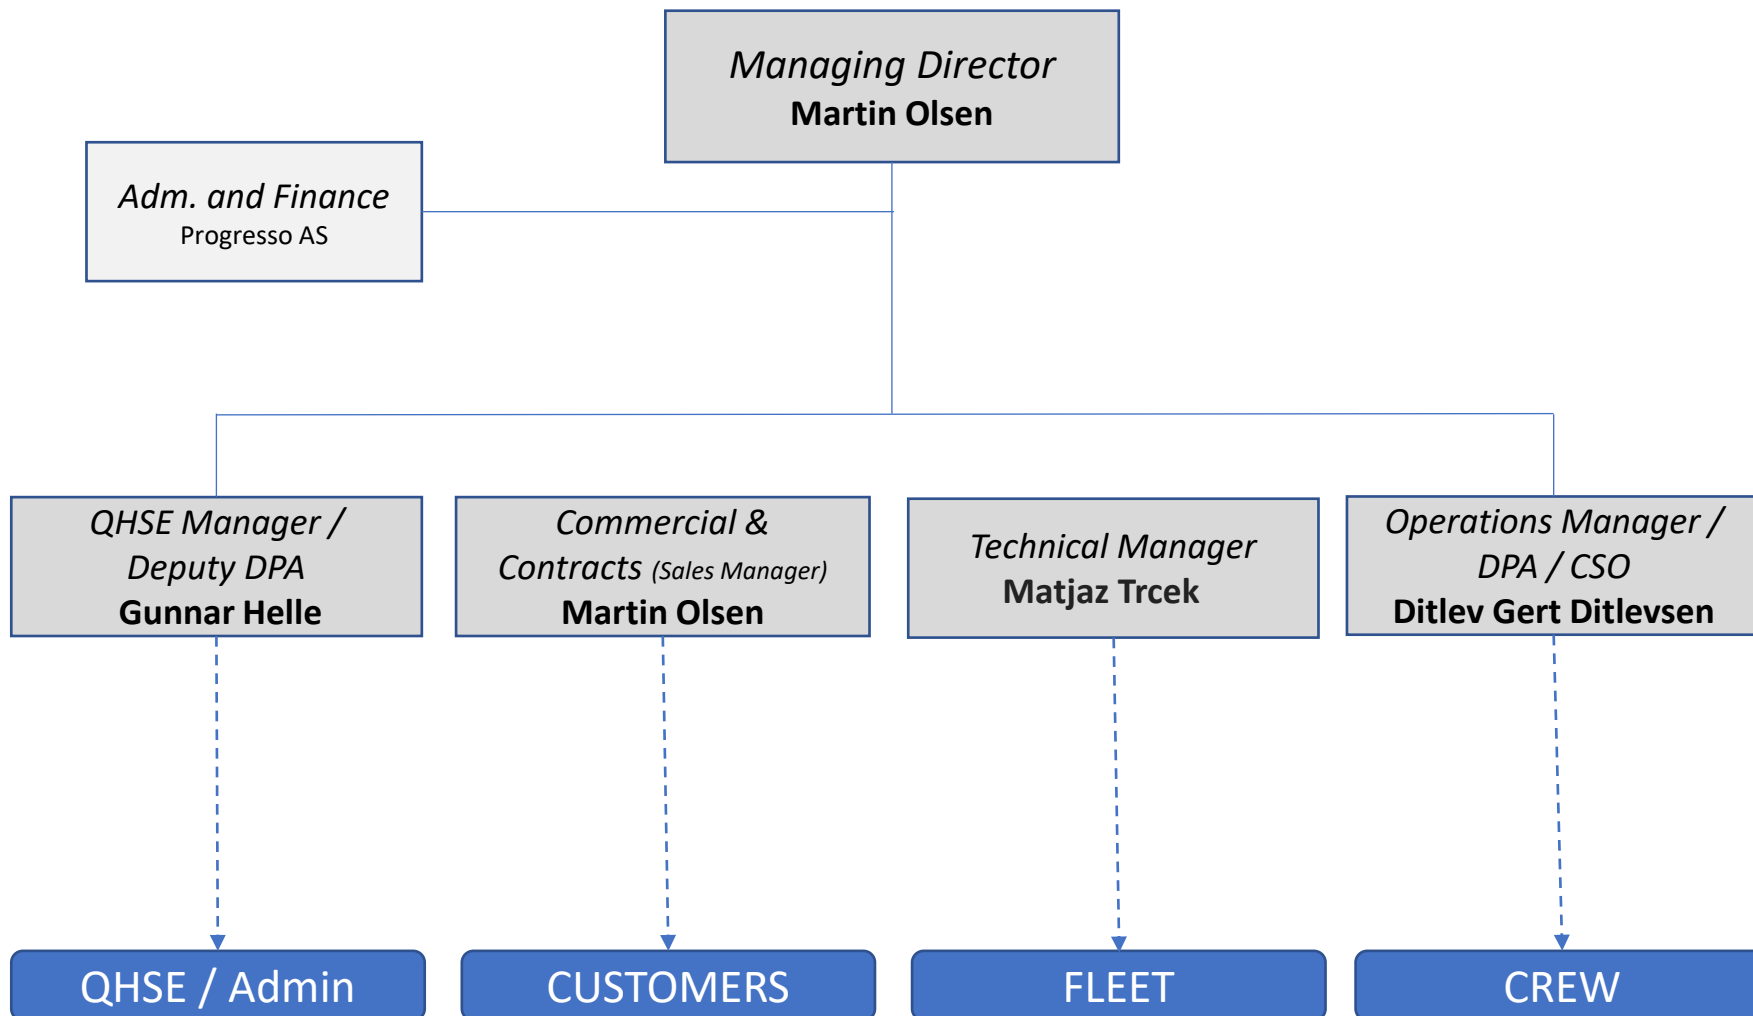 Managing Director
Martin Olsen
Adm. and Finance
Progresso AS
QHSE Manager /
Deputy DPA
Gunnar Helle
Commercial &
Contracts (Sales Manager)
Martin Olsen
Technical Manager
Matjaz Trcek
Operations Manager /
DPA / CSO
Ditlev Gert Ditlevsen
QHSE / Admin
CUSTOMERS
FLEET
CREW